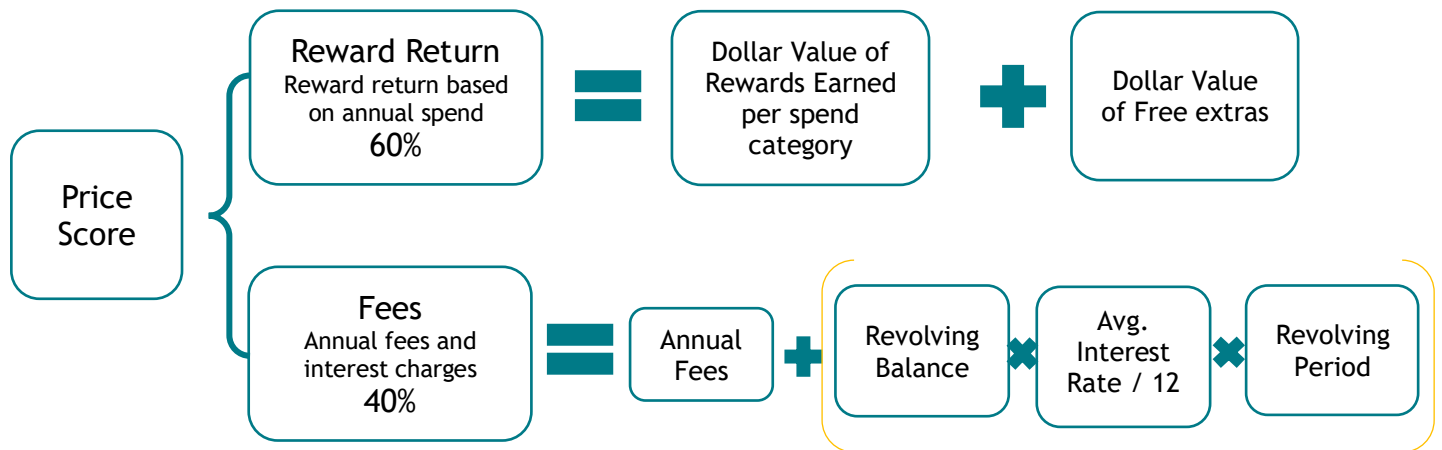 Price
Score
Reward Return
Reward return based
on annual spend
60%
Dollar Value of
Rewards Earned
per spend
category
Dollar Value
of Free extras
Fees
Annual fees and
interest charges
40%
Annual
Fees
Revolving
Balance
Avg.
Interest
Rate / 12
Revolving
Period